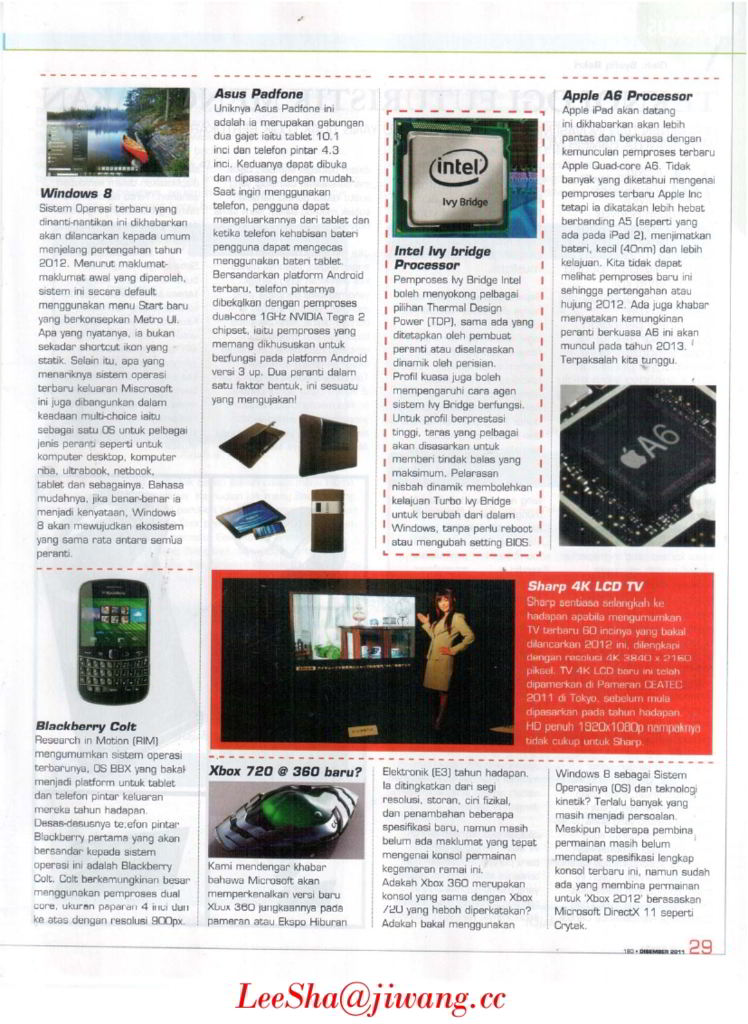 Windows 8
Sistem Operasi terbaru yang
dinanti-nantikan ini dikhabarkan
akan dilancarkan kepada umum
menjelang pertengahan tahun
2012. Menurut maklumat-
maklumat awal yang diperolah,
sistem ini secara default
menggunakan menu Start baru
yang berkonsepkan Metro UI.
Apa yang nyatanya, ia bukan
sekadar shortcut ikon yang
statik. Selain itu, apa yang
menariknya sistem operasi
terbaru keluaran Miscrosoft
ini juga dibangunkan dalam
keadaan multi-choice iaitu
sebagai satu OS untuk pelbagai
jenis peranti seperti untuk
komputer desktop, komputer
riba, ultrabook, netbook,
tablet dan sebagainya. Bahasa
mudahnya, jika benar-benar ia
menjadi kenyataan, Windows
8 akan mewujudkan ekosistem
yang sama rata antara semua
peranti.
Blackberry Colt
Research in Motion (RIM)
mengumumkan sistem operasi
terbarunya, OS BBX yang bakal
menjadi platform untuk tablet
dan telefon pintar keluaran
mereka tahun hadapan.
Desas-desusnya telefon pintar
Blackberry pertama yang akan
bersandar kepada sistem
operasi ini adalah Blackberry
Colt. Colt berkemungkinan besar
menggunakan pemproses dual
core, ukuran paparan 4 inci dan
ke atas dengan resolusi 900px.
Asus Padfone
Uniknya Asus Padfone ini
adalah ia merupakan gabungan
dua gajet iaitu tablet 10.1
inci dan telefon pintar 4.3
inci. Keduanya dapat dibuka
dan dipasang dengan mudah.
Saat ingin menggunakan
telefon, pengguna dapat
mengeluarkannya dari tablet dan
ketika telefon kehabisan bateri
pengguna dapat mengecas
menggunakan bateri tablet.
Bersandarkan platform Android
terbaru, telefon pintarnya
dibekalkan dengan pemproses
dual-core 1GHz NVIDIA Tegra 2
chipset, iaitu pemproses yang
memang dikhususkan untuk
berfungsi pada platform Android
versi 3 up. Dua peranti dalam
satu faktor bentuk, ini sesuatu
yang mengujakan!
intel
Ivy Bridge
Intel Ivy bridge
Processor
Pemproses Ivy Bridge Intel
boleh menyokong pelbagai
pilihan Thermal Design
Power (TDP), sama ada yang
ditetapkan oleh pembuat
peranti atau diselaraskan
dinamik oleh perisian.
Profil kuasa juga boleh
mempengaruhi cara agen
sistem Ivy Bridge berfungsi.
Untuk profil berprestasi
tinggi, teras yang pelbagai
akan disasarkan untuk
memberi tindak balas yang
maksimum. Pelarasan
nisbah dinamik membolehkan
kelajuan Turbo Ivy Bridge
untuk berubah dari dalam
Windows, tanpa perlu reboot
atau mengubah setting BIOS.
Apple A6 Processor
Apple iPad akan datang
ini dikhabarkan akan lebih
pantas dan berkuasa dengan
kemunculan pemproses terbaru
Apple Quad-core A6. Tidak
banyak yang diketahui mengenai
pemproses terbaru Apple Inc
tetapi ia dikatakan lebih hebat
berbanding A5 (seperti yang
ada pada iPad 2), menjimatkan
bateri, kecil (40nm) dan lebih
kelajuan. Kita tidak dapat
melihat pemproses baru ini
sehingga pertengahan atau
hujung 2012. Ada juga khabar
menyatakan kemungkinan
peranti berkuasa A6 ini akan
muncul pada tahun 2013.
Terpaksalah kita tunggu.
A6
Sharp 4K LCD TV
Sharp sentiasa selangkah ke
hadapan apabila mengumumkan
TV terbaru 60 incinya yang bakal
dilancarkan 2012 ini, dilengkapi
dengan resolusi 4K 3840 x 2160
piksel. TV 4K LCD baru ini telah
dipamerkan di Pameran CEATEC
2011 di Tokyo, sebelum mula
dipasarkan pada tahun hadapan.
HD penuh 1920x1080p nampaknya
tidak cukup untuk Sharp.
Xbox 720 @ 360 baru?
Kami mendengar khabar
bahawa Microsoft akan
memperkenalkan versi baru
Xbox 360 jangkaannya pada
pameran atau Ekspo Hiburan
Elektronik (E3) tahun hadapan.
Ia ditingkatkan dari segi
resolusi, storan, ciri fizikal,
dan penambahan beberapa
spesifikasi baru, namun masih
belum ada maklumat yang tepat
mengenai konsol permainan
kegemaran ramai ini.
Adakah Xbox 360 merupakan
konsol yang sama dengan Xbox
720 yang heboh diperkatakan?
Adakah bakal menggunakan
Windows 8 sebagai Sistem
Operasinya (OS) dan teknologi
kinetik? Terlalu banyak yang
masih menjadi persoalan.
Meskipun beberapa pembina
permainan masih belum
mendapat spesifikasi lengkap
konsol terbaru ini, namun sudah
ada yang membina permainan
untuk 'Xbox 2012' berasaskan
Microsoft DirectX 11 seperti
Crytek.
DISEMBER 2011 29
LeeSha@jiwang.cc